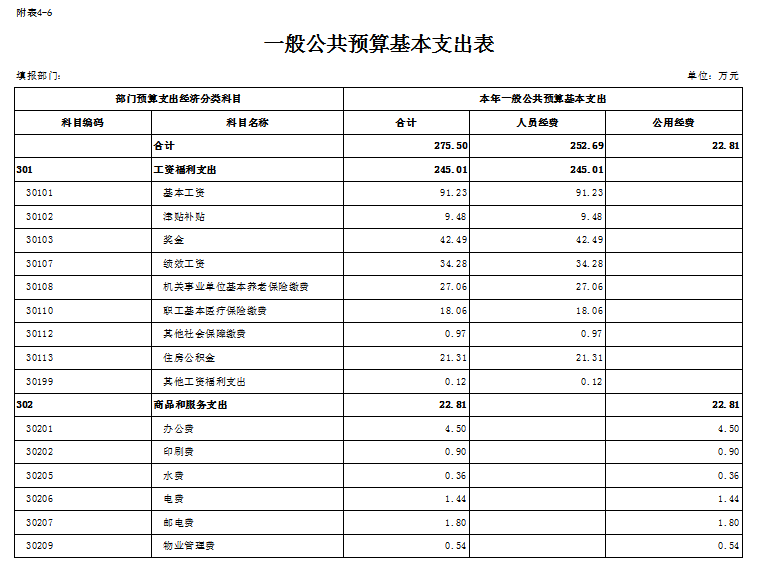 附表4-6
一般公共预算基本支出表
填报部门: 单位: 万元
部门预算支出经济分类科目 本年一般公共预算基本支出
科目编码 科目名称 合计 人员经费 公用经费
合计 275.50 252.69 22.81
301 工资福利支出 245.01 245.01
30101 基本工资 91.23 91.23
30102 津贴补贴 9.48 9.48
30103 奖金 42.49 42.49
30107 绩效工资 34.28 34.28
30108 机关事业单位基本养老保险缴费 27.06 27.06
30110 职工基本医疗保险缴费 18.06 18.06
30112 其他社会保障缴费 0.97 0.97
30113 住房公积金 21.31 21.31
30199 其他工资福利支出 0.12 0.12
302 商品和服务支出 22.81 22.81
30201 办公费 4.50 4.50
30202 印刷费 0.90 0.90
30205 水费 0.36 0.36
30206 电费 1.44 1.44
30207 邮电费 1.80 1.80
30209 物业管理费 0.54 0.54